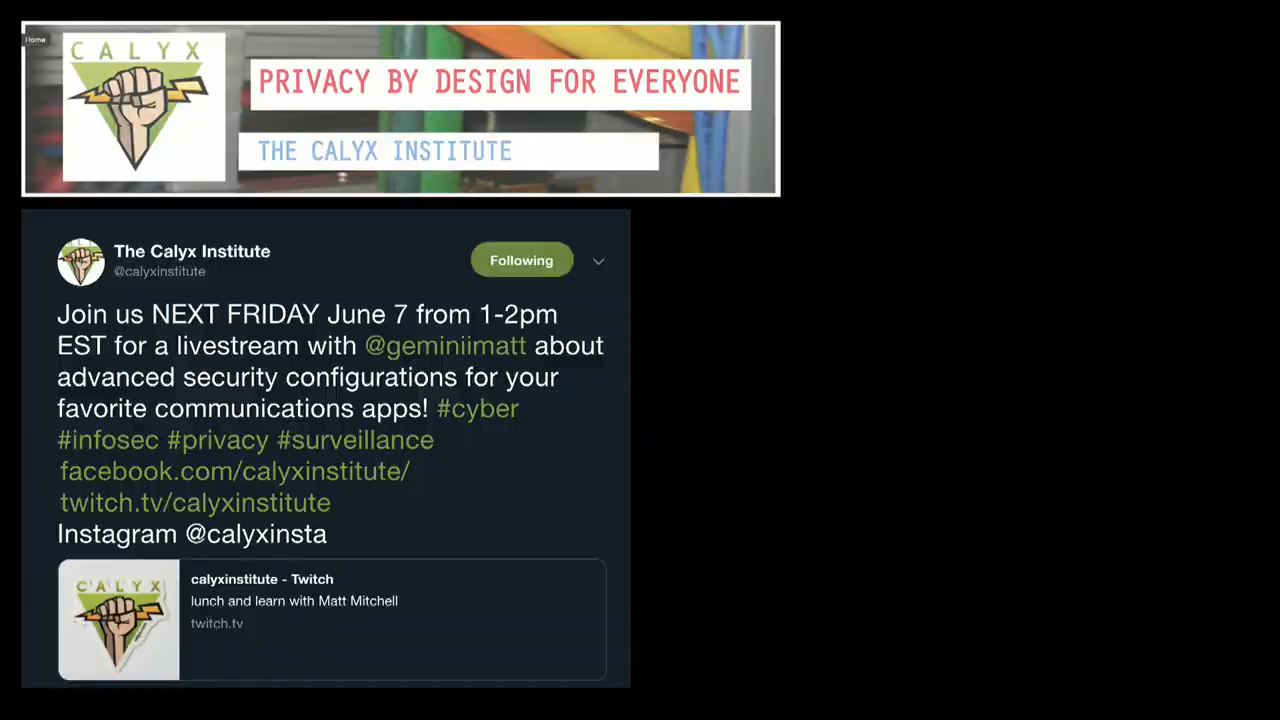 Home
CALYX
PRIVACY BY DESIGN FOR EVERYONE
THE CALYX INSTITUTE
The Calyx Institute
@calyxinstitute
Following
Join us NEXT FRIDAY June 7 from 1-2pm
EST for a livestream with @geminiimatt about
advanced security configurations for your
favorite communications apps! #cyber
#infosec #privacy #surveillance
facebook.com/calyxinstitute/
twitch.tv/calyxinstitute
Instagram @calyxinsta
CALYX
calyxinstitute - Twitch
lunch and learn with Matt Mitchell
twitch.tv